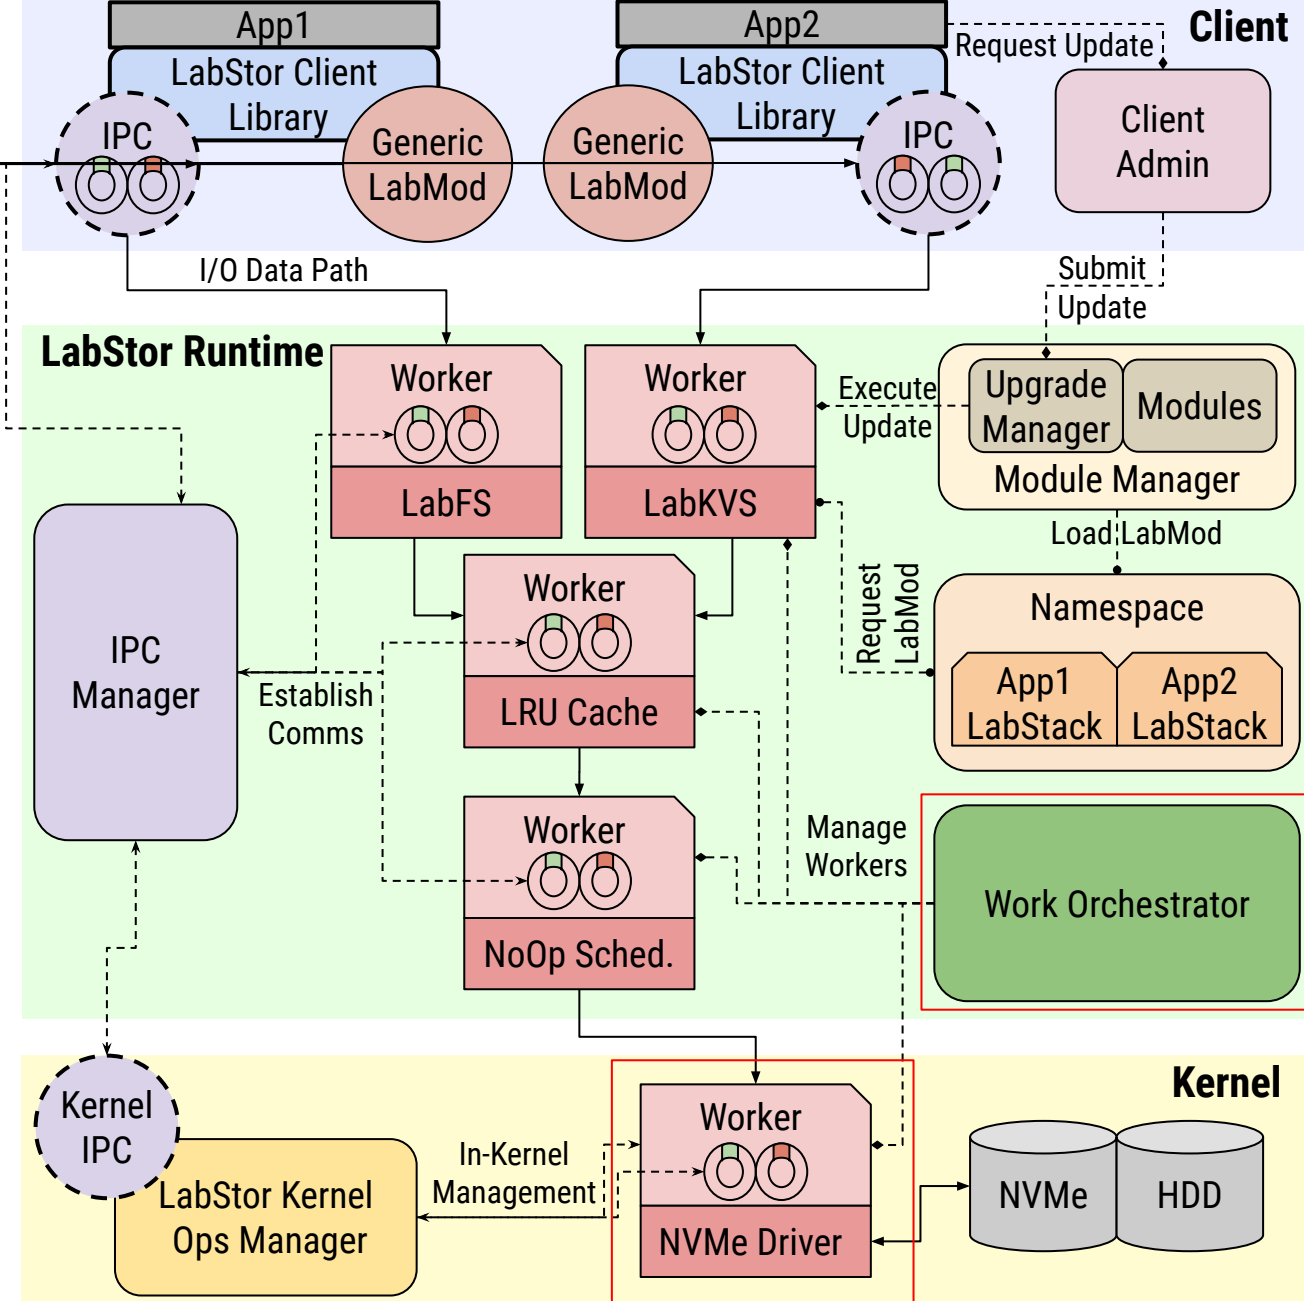 App1
App2
Client
Request Update
LabStor Client
Library
LabStor Client
Library
IPC
Generic
LabMod
Generic
LabMod
IPC
Client
Admin
I/O Data Path
Submit
Update
LabStor Runtime
Worker
LabFS
Worker
LabKVS
Execute
Update
Upgrade
Manager
Modules
Module Manager
Load LabMod
Request
LabMod
Namespace
App1
LabStack
App2
LabStack
IPC
Manager
Establish
Comms
Worker
LRU Cache
Worker
NoOp Sched.
Manage
Workers
Work Orchestrator
Kernel
Kernel
IPC
LabStor Kernel
Ops Manager
In-Kernel
Management
Worker
NVMe Driver
NVMe
HDD